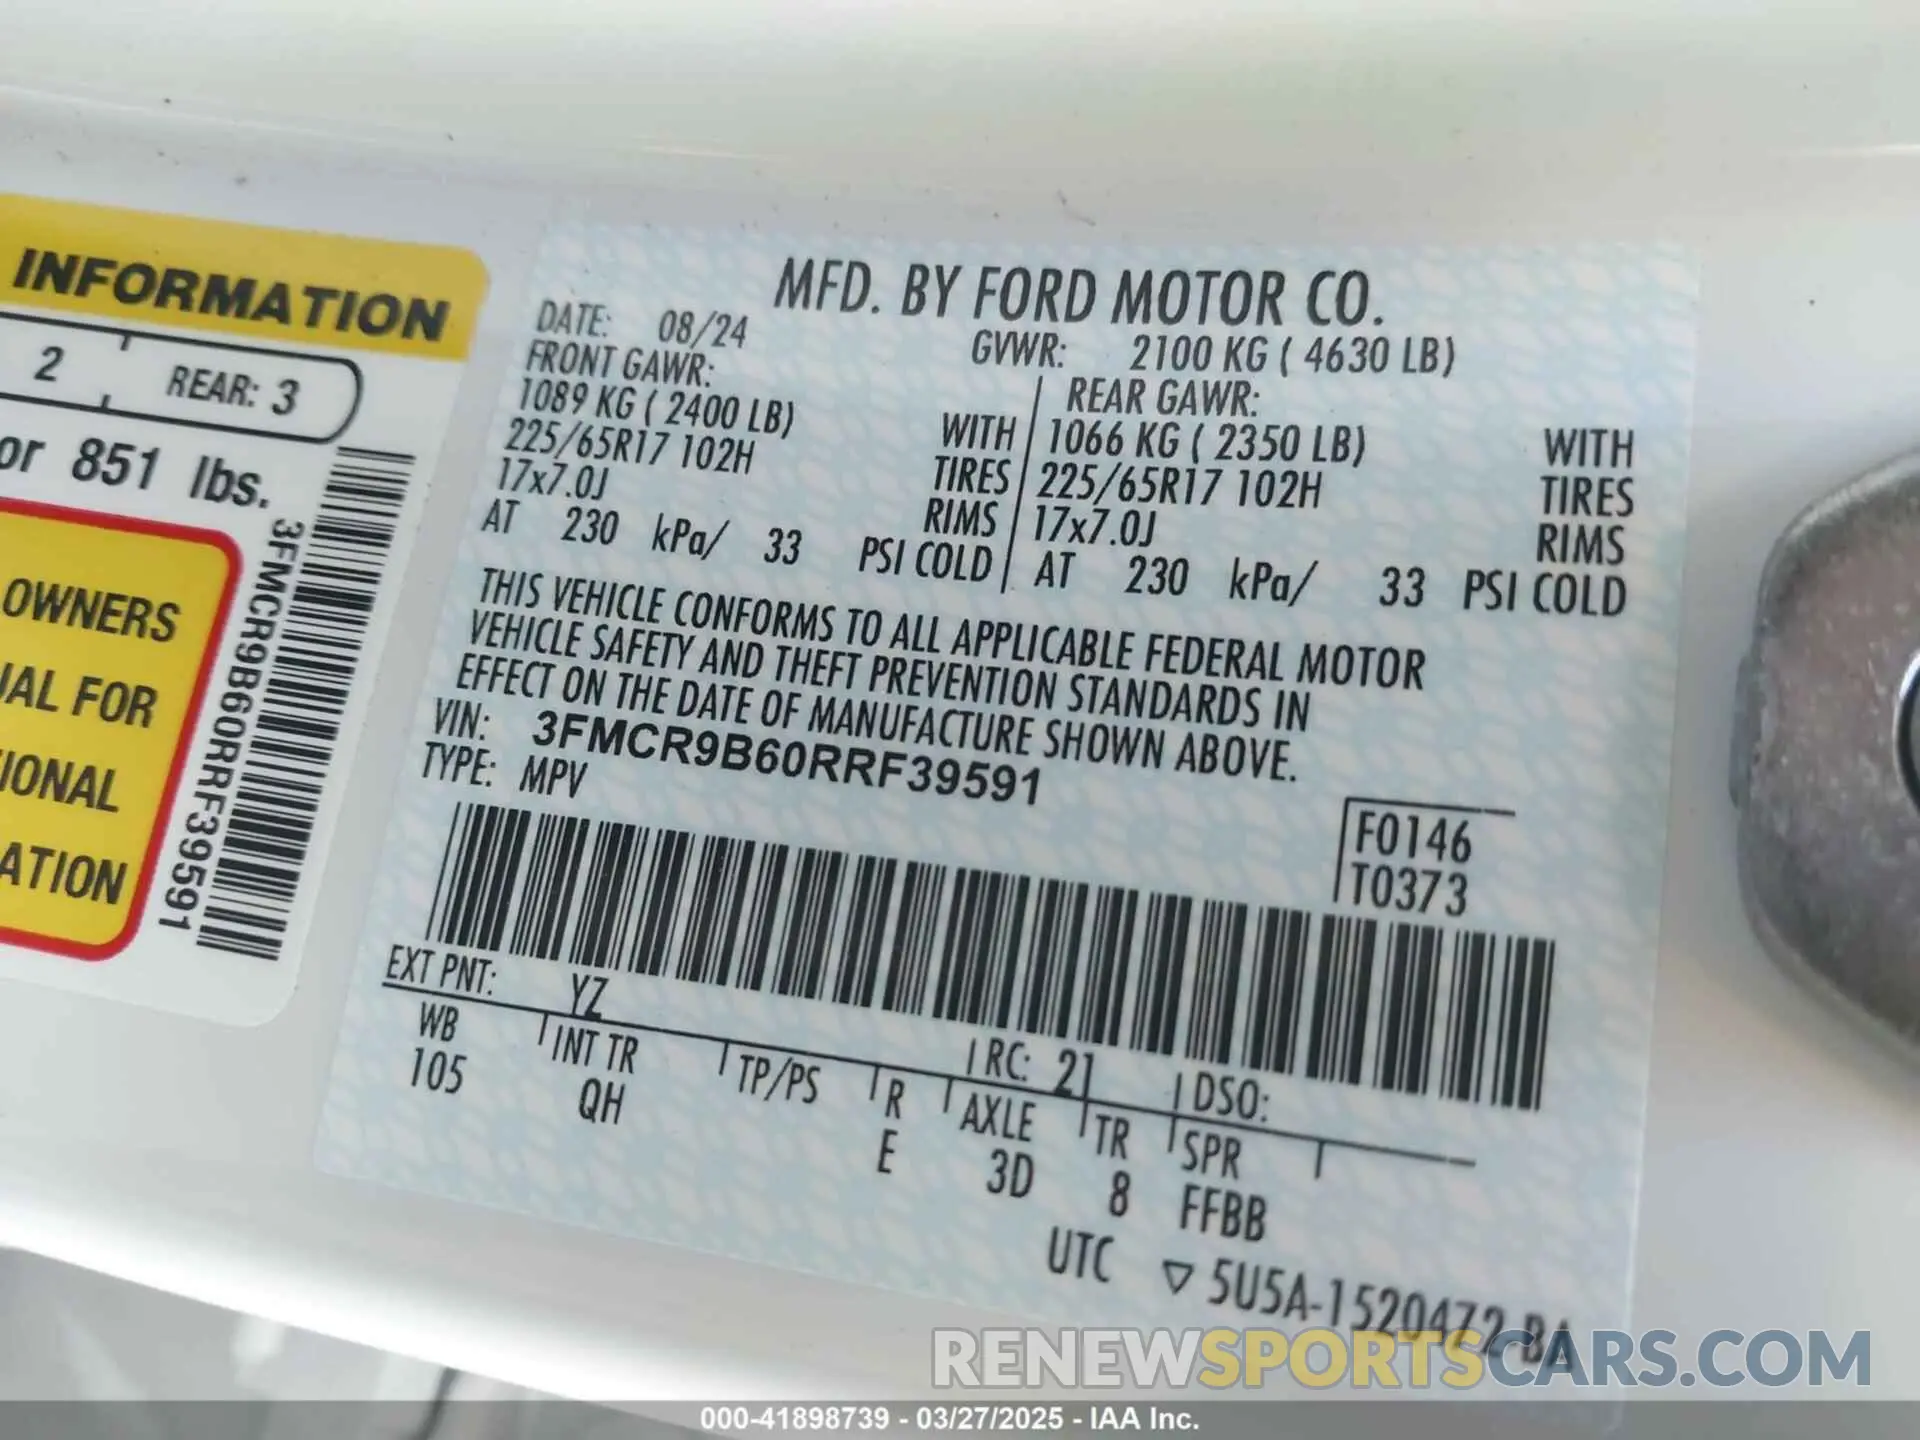 INFORMATION
2 REAR: 3
or 851 lbs.
OWNERS
UAL FOR
IONAL
ATION
3FMCR9B60RRF39591
MFD. BY FORD MOTOR CO.
DATE: 08/24 GVWR: 2100 KG ( 4630 LB)
FRONT GAWR: REAR GAWR:
1089 KG ( 2400 LB) WITH 1066 KG ( 2350 LB) WITH
225/65R17 102H TIRES 225/65R17 102H TIRES
17x7.0J RIMS 17x7.0J RIMS
AT 230 kPa/ 33 PSI COLD AT 230 kPa/ 33 PSI COLD
THIS VEHICLE CONFORMS TO ALL APPLICABLE FEDERAL MOTOR
VEHICLE SAFETY AND THEFT PREVENTION STANDARDS IN
EFFECT ON THE DATE OF MANUFACTURE SHOWN ABOVE.
VIN: 3FMCR9B60RRF39591
TYPE: MPV
F0146
T0373
EXT PNT: YZ RC: 21 DSO:
WB INT TR TP/PS R AXLE TR SPR
105 QH E 3D 8 FFBB
UTC ▽ 5U5A-1520472-BA
RENEWSPORTSCARS.COM
000-41898739 - 03/27/2025 - IAA Inc.